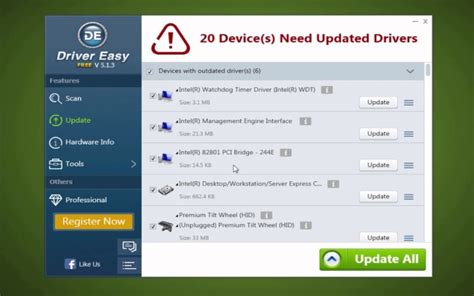 DE
Driver Easy
FREE V 5.1.3
Features
Scan
Update
Hardware Info
Tools
Others
Professional
Register Now
Like Us
20 Device(s) Need Updated Drivers
Devices with outdated driver(s) (6)
Intel(R) Watchdog Timer Driver (Intel(R) WDT)
Size: 3.1 MB
Update
Intel(R) Management Engine Interface
Size: 21.3 MB
Update
Intel(R) 82801 PCI Bridge - 244E
Size: 14.5 KB
Update
Intel(R) Desktop/Workstation/Server Express C...
Size: 662.4 KB
Update
Premium Tilt Wheel (HID)
(Unplugged) Premium Tilt Wheel (HID)
Size: 33 MB
Update
Update All